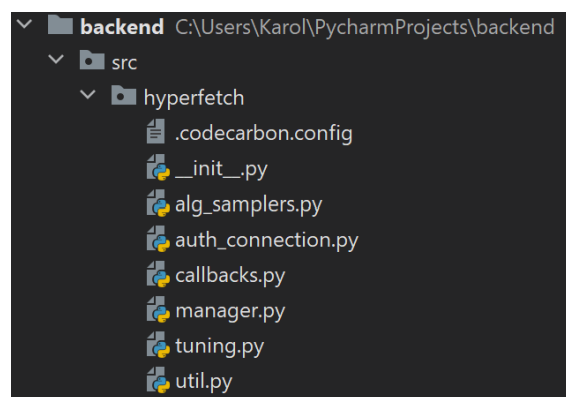 backend C:\Users\Karol\PycharmProjects\backend
src
hyperfetch
.codecarbon.config
__init__.py
alg_samplers.py
auth_connection.py
callbacks.py
manager.py
tuning.py
util.py